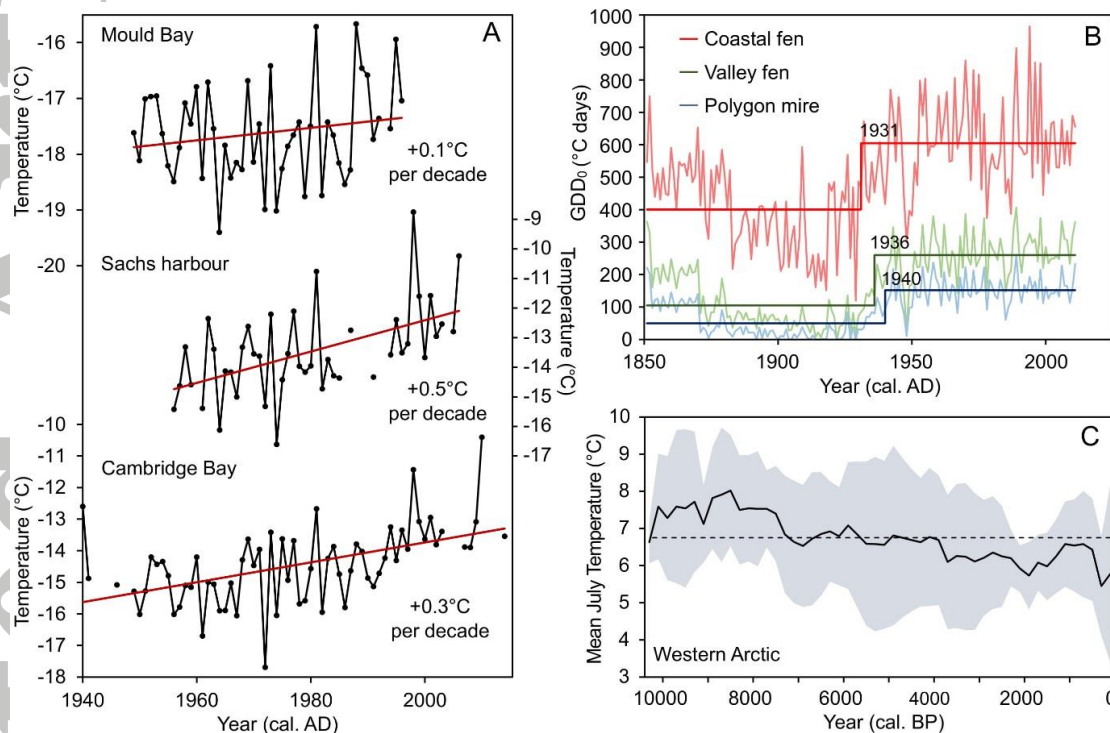 A
Mould Bay
-16
-17
-18
-19
-20
Temperature (°C)
+0.1°C
per decade
Sachs harbour
-9
-10
-11
-12
-13
-14
-15
-16
-17
Temperature (°C)
+0.5°C
per decade
Cambridge Bay
-10
-11
-12
-13
-14
-15
-16
-17
-18
Temperature (°C)
+0.3°C
per decade
1940 1960 1980 2000
Year (cal. AD)
B
1000
900
800
700
600
500
400
300
200
100
0
GDD₀ (°C days)
Coastal fen
Valley fen
Polygon mire
1931
1936
1940
1850 1900 1950 2000
Year (cal. AD)
C
10
9
8
7
6
5
4
3
Mean July Temperature (°C)
Western Arctic
10000 8000 6000 4000 2000 0
Year (cal. BP)